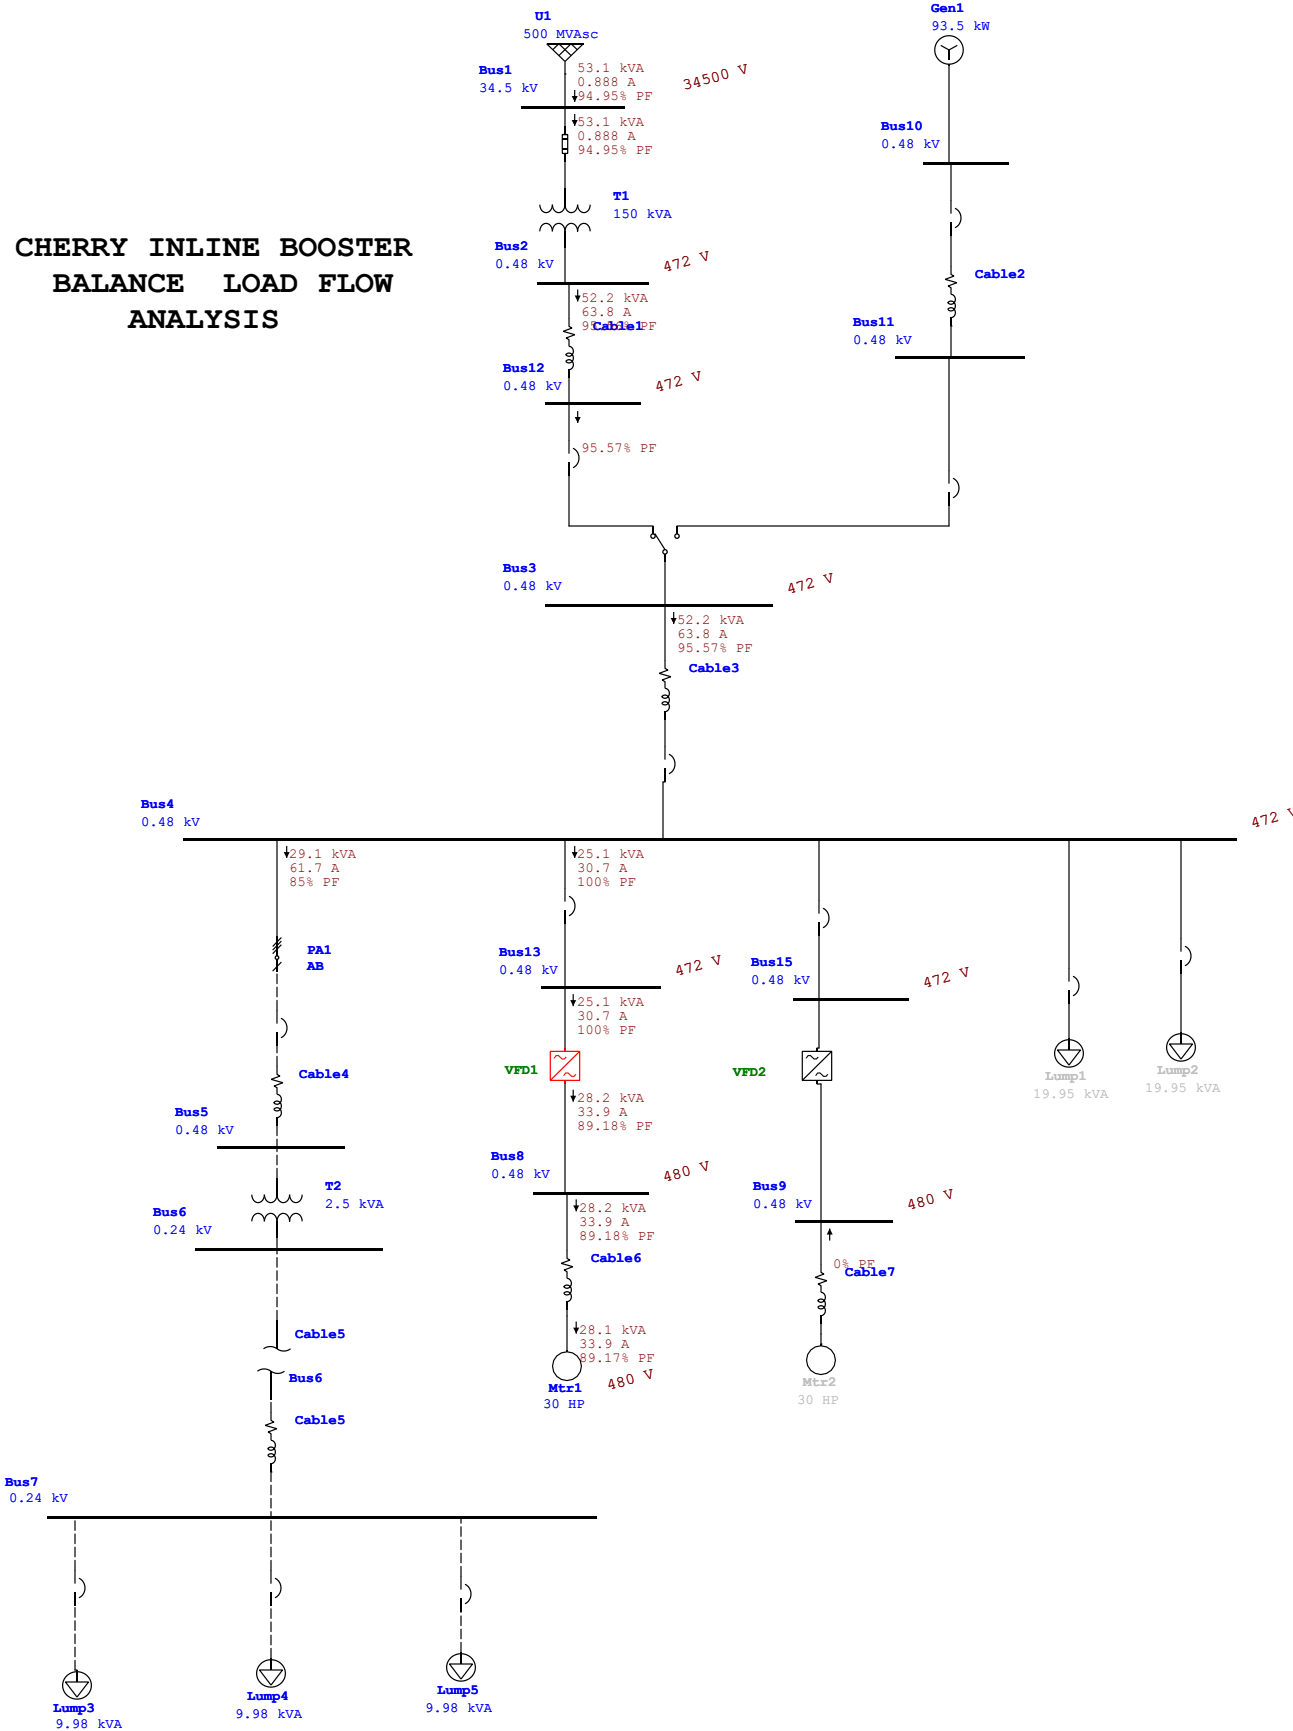 U1
500 MVAsc
Gen1
93.5 kW
Bus1
34.5 kV
53.1 kVA
0.888 A
94.95% PF
34500 V
53.1 kVA
0.888 A
94.95% PF
Bus10
0.48 kV
T1
150 kVA
CHERRY INLINE BOOSTER
BALANCE LOAD FLOW
ANALYSIS
Bus2
0.48 kV
472 V
52.2 kVA
63.8 A
Cable1
PF
Cable2
Bus11
0.48 kV
Bus12
0.48 kV
472 V
95.57% PF
Bus3
0.48 kV
472 V
52.2 kVA
63.8 A
95.57% PF
Cable3
Bus4
0.48 kV
472 V
29.1 kVA
61.7 A
85% PF
25.1 kVA
30.7 A
100% PF
PA1
AB
Bus13
0.48 kV
472 V
Bus15
0.48 kV
472 V
25.1 kVA
30.7 A
100% PF
Cable4
VFD1
VFD2
Lump1
19.95 kVA
Lump2
19.95 kVA
28.2 kVA
33.9 A
89.18% PF
Bus5
0.48 kV
Bus8
0.48 kV
480 V
T2
2.5 kVA
Bus6
0.24 kV
Bus9
0.48 kV
480 V
28.2 kVA
33.9 A
89.18% PF
Cable6
0% PF
Cable7
Cable5
28.1 kVA
33.9 A
89.17% PF
Bus6
Mtr1
30 HP
480 V
Mtr2
30 HP
Cable5
Bus7
0.24 kV
Lump3
9.98 kVA
Lump4
9.98 kVA
Lump5
9.98 kVA